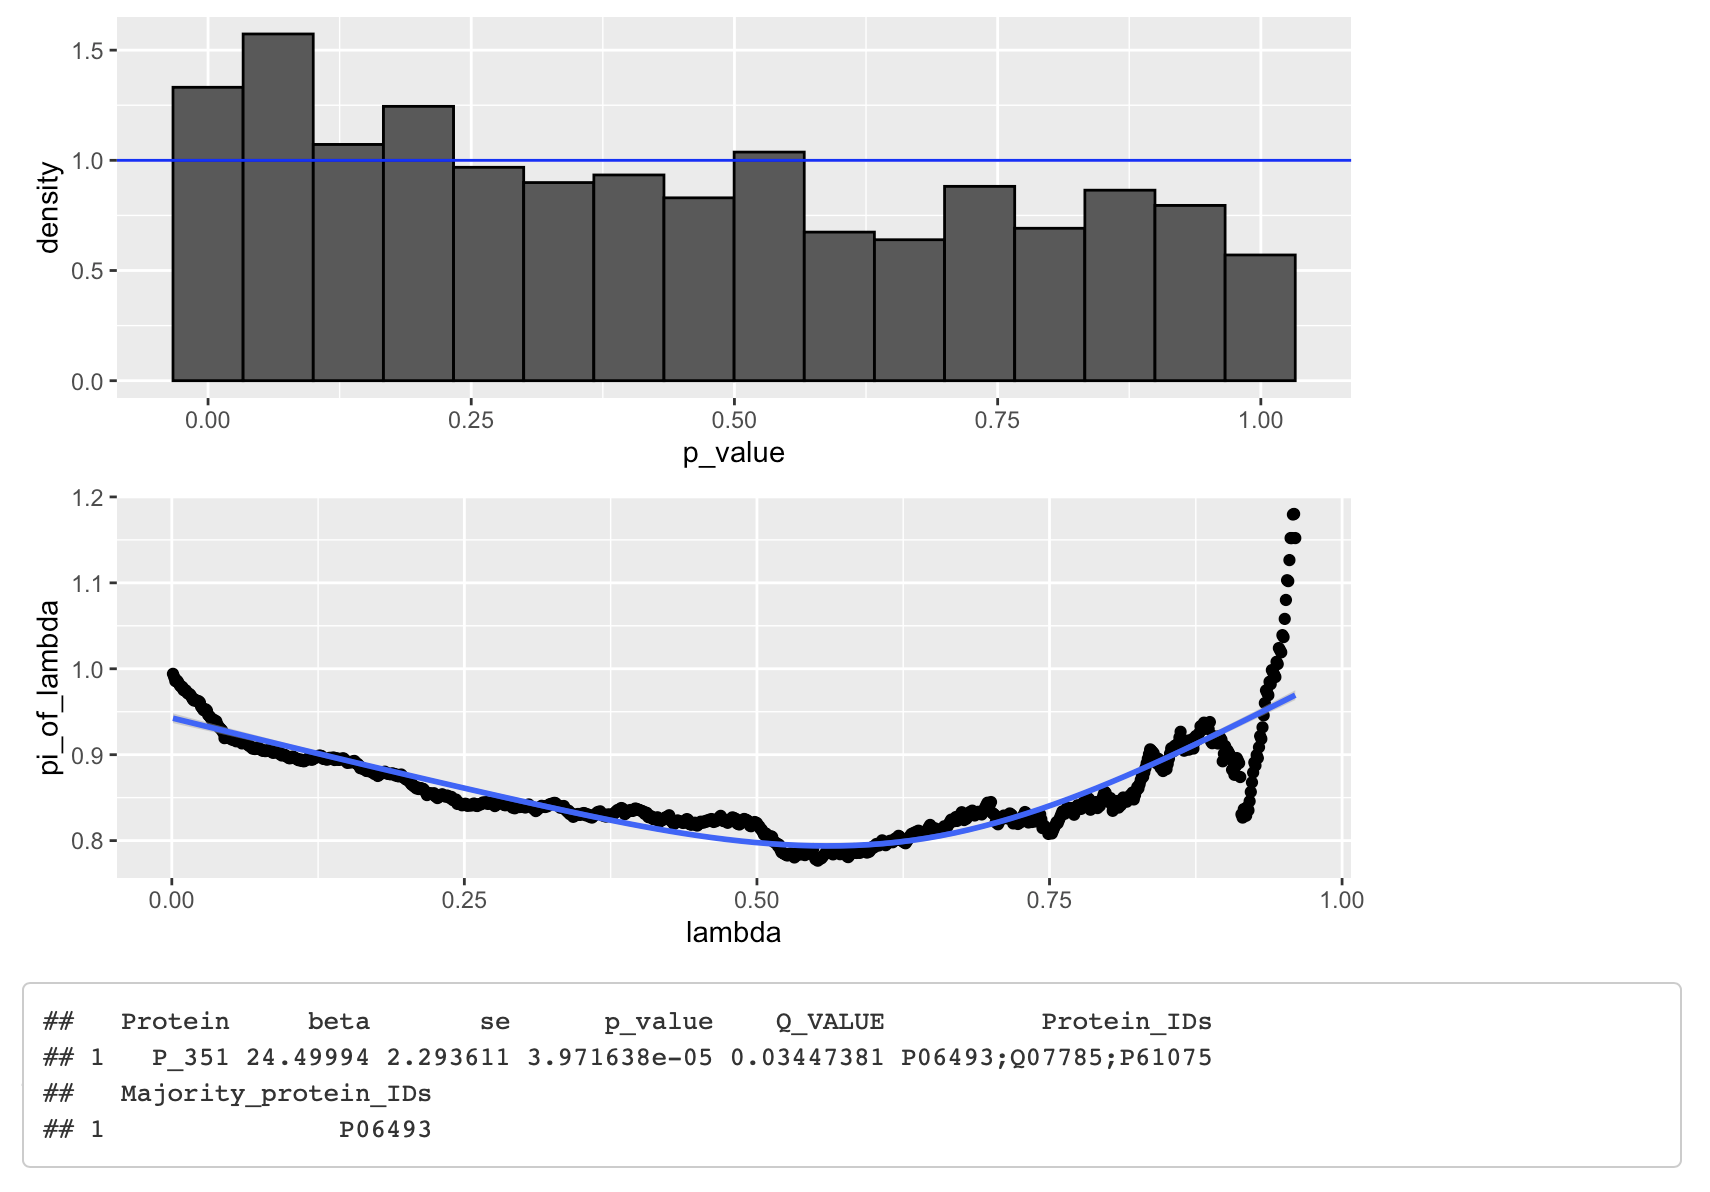 1.5
1.0
0.5
0.0
density
0.00 0.25 0.50 0.75 1.00
p_value
1.2
1.1
1.0
0.9
0.8
pi_of_lambda
0.00 0.25 0.50 0.75 1.00
lambda
##   Protein     beta       se      p_value    Q_VALUE          Protein_IDs
## 1   P_351 24.49994 2.293611 3.971638e-05 0.03447381 P06493;Q07785;P61075
##   Majority_protein_IDs
## 1               P06493